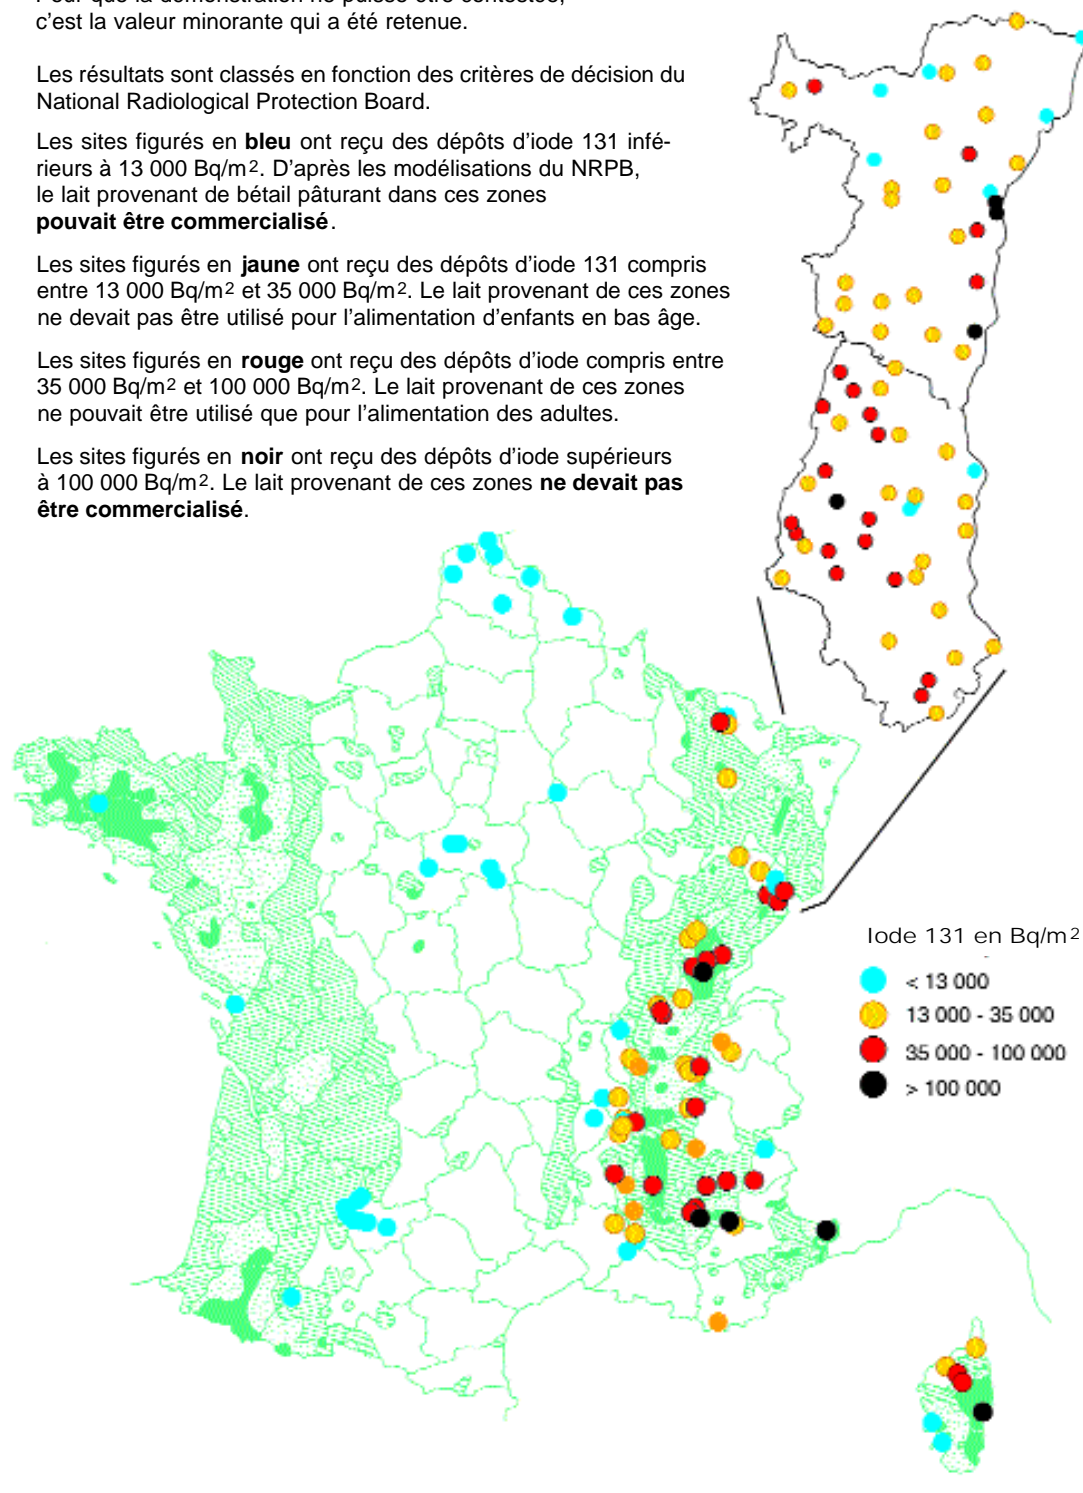 Pour que la démonstration ne puisse être contestée,
c'est la valeur minorante qui a été retenue.
Les résultats sont classés en fonction des critères de décision du
National Radiological Protection Board.
Les sites figurés en bleu ont reçu des dépôts d'iode 131 infé-
rieurs à 13 000 Bq/m2. D'après les modélisations du NRPB,
le lait provenant de bétail pâturant dans ces zones
pouvait être commercialisé.
Les sites figurés en jaune ont reçu des dépôts d'iode 131 compris
entre 13 000 Bq/m2 et 35 000 Bq/m2. Le lait provenant de ces zones
ne devait pas être utilisé pour l'alimentation d'enfants en bas âge.
Les sites figurés en rouge ont reçu des dépôts d'iode compris entre
35 000 Bq/m2 et 100 000 Bq/m2. Le lait provenant de ces zones
ne pouvait être utilisé que pour l'alimentation des adultes.
Les sites figurés en noir ont reçu des dépôts d'iode supérieurs
à 100 000 Bq/m2. Le lait provenant de ces zones ne devait pas
être commercialisé.
Iode 131 en Bq/m2
< 13 000
13 000 - 35 000
35 000 - 100 000
> 100 000